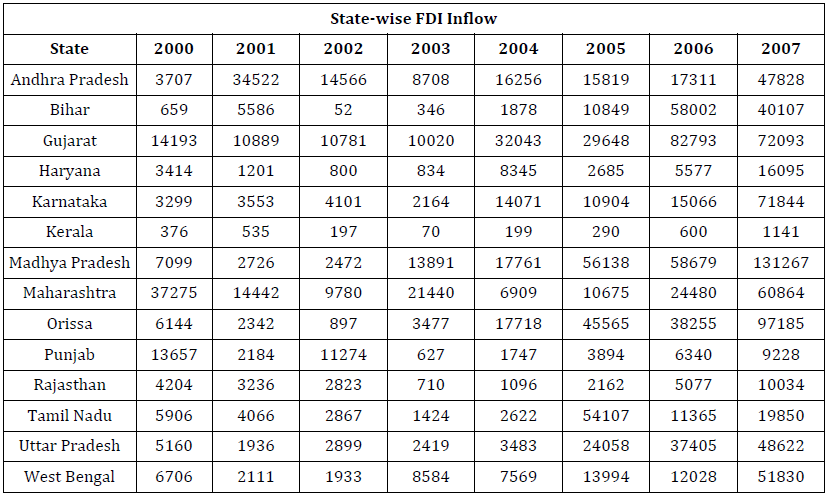 State-wise FDI Inflow
State 2000 2001 2002 2003 2004 2005 2006 2007
Andhra Pradesh 3707 34522 14566 8708 16256 15819 17311 47828
Bihar 659 5586 52 346 1878 10849 58002 40107
Gujarat 14193 10889 10781 10020 32043 29648 82793 72093
Haryana 3414 1201 800 834 8345 2685 5577 16095
Karnataka 3299 3553 4101 2164 14071 10904 15066 71844
Kerala 376 535 197 70 199 290 600 1141
Madhya Pradesh 7099 2726 2472 13891 17761 56138 58679 131267
Maharashtra 37275 14442 9780 21440 6909 10675 24480 60864
Orissa 6144 2342 897 3477 17718 45565 38255 97185
Punjab 13657 2184 11274 627 1747 3894 6340 9228
Rajasthan 4204 3236 2823 710 1096 2162 5077 10034
Tamil Nadu 5906 4066 2867 1424 2622 54107 11365 19850
Uttar Pradesh 5160 1936 2899 2419 3483 24058 37405 48622
West Bengal 6706 2111 1933 8584 7569 13994 12028 51830